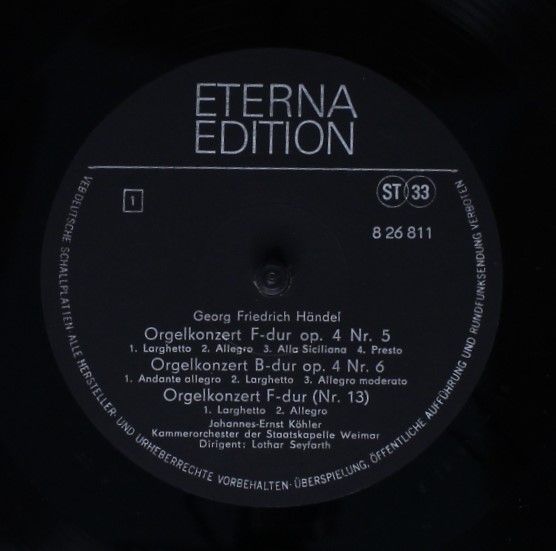 ETERNA
EDITION
1
ST 33
8 26 811
Georg Friedrich Händel
Orgelkonzert F-dur op. 4 Nr. 5
1. Larghetto 2. Allegro 3. Alla Siciliana 4. Presto
Orgelkonzert B-dur op. 4 Nr. 6
1. Andante allegro 2. Larghetto 3. Allegro moderato
Orgelkonzert F-dur (Nr. 13)
1. Larghetto 2. Allegro
Johannes-Ernst Köhler
Kammerorchester der Staatskapelle Weimar
Dirigent: Lothar Seyfarth
VEB DEUTSCHE SCHALLPLATTEN ALLE HERSTELLER- UND URHEBERRECHTE VORBEHALTEN · ÜBERSPIELUNG, ÖFFENTLICHE AUFFÜHRUNG UND RUNDFUNKSENDUNG VERBOTEN